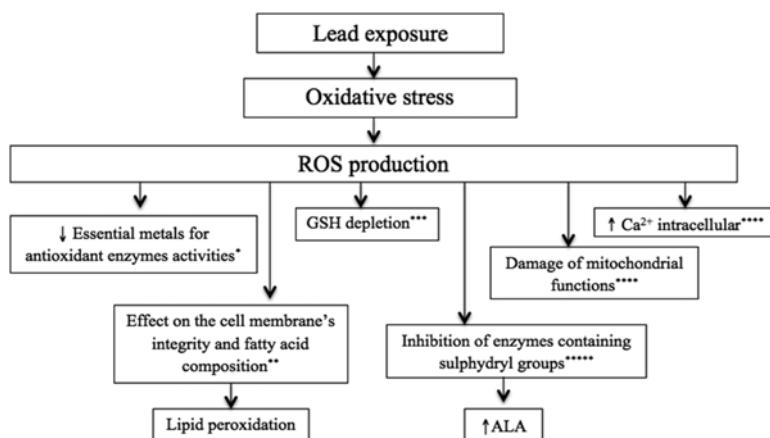 Lead exposure
Oxidative stress
ROS production
↓ Essential metals for
antioxidant enzymes activities*
GSH depletion***
↑ Ca²⁺ intracellular****
Damage of mitochondrial
functions****
Effect on the cell membrane’s
integrity and fatty acid
composition**
Inhibition of enzymes containing
sulphydryl groups*****
Lipid peroxidation
↑ALA